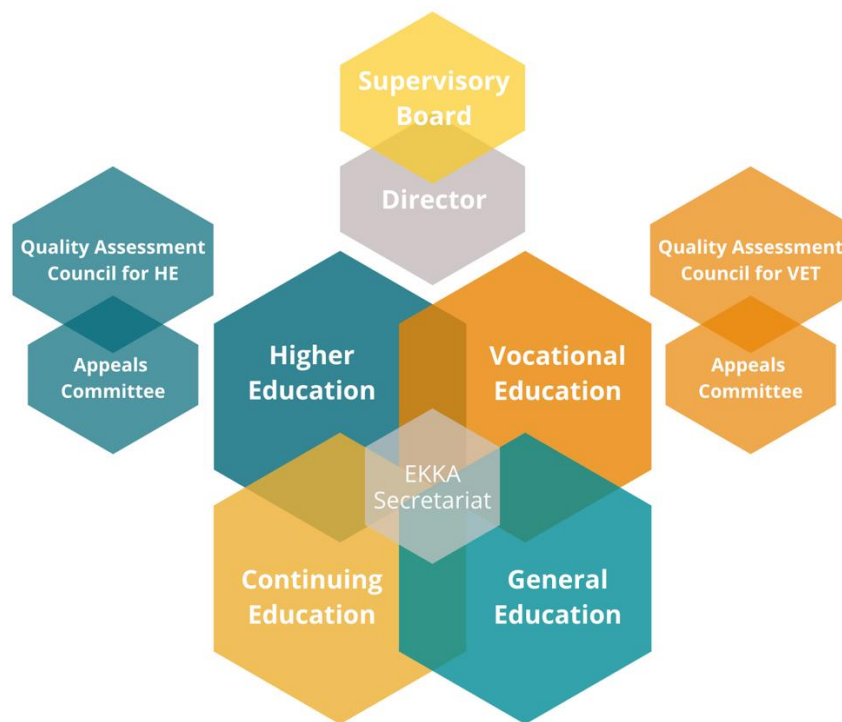 Supervisory
Board
Director
Quality Assessment
Council for HE
Appeals
Committee
Quality Assessment
Council for VET
Appeals
Committee
Higher
Education
Vocational
Education
EKKA
Secretariat
Continuing
Education
General
Education